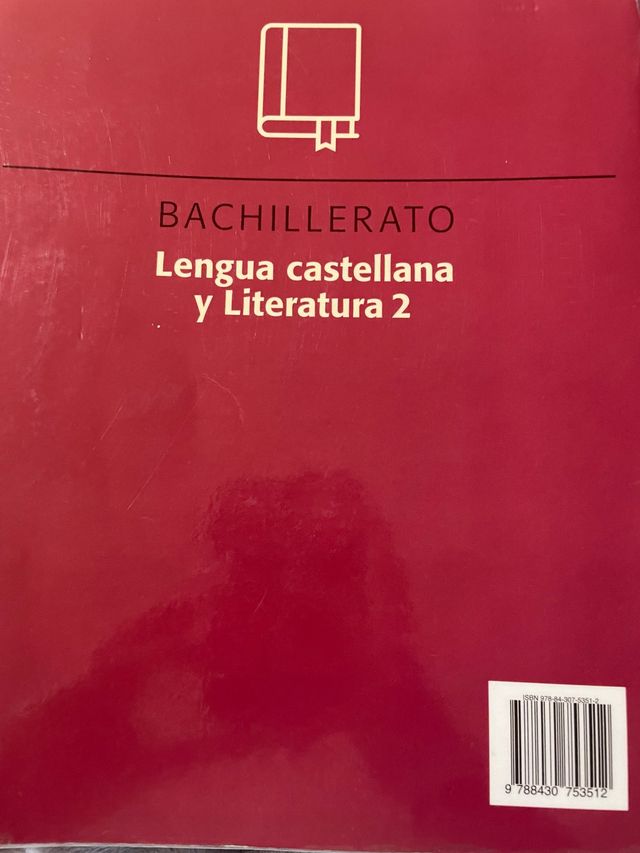 BACHILLERATO
Lengua castellana
y Literatura 2
ISBN 978-84-307-5351-2
9 788430 753512